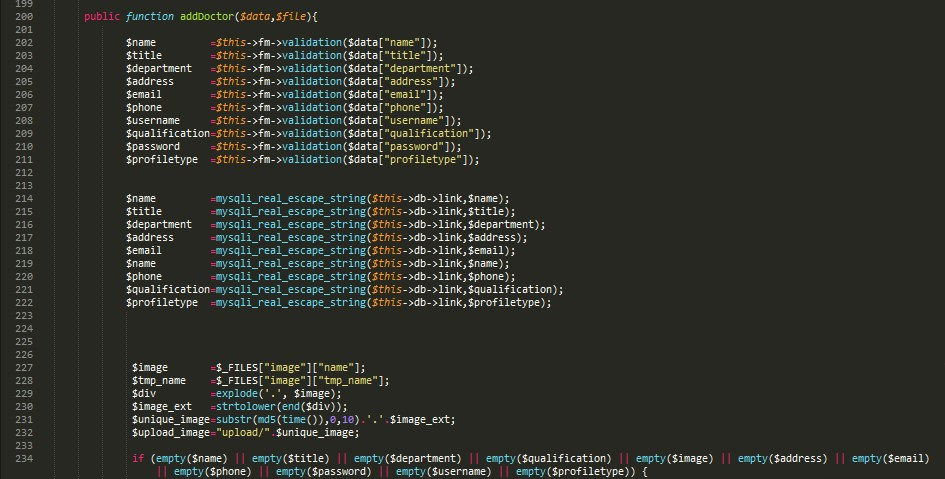 199
200 public function addDoctor($data,$file){
201
202 $name =$this->fm->validation($data["name"]);
203 $title =$this->fm->validation($data["title"]);
204 $department =$this->fm->validation($data["department"]);
205 $address =$this->fm->validation($data["address"]);
206 $email =$this->fm->validation($data["email"]);
207 $phone =$this->fm->validation($data["phone"]);
208 $username =$this->fm->validation($data["username"]);
209 $qualification=$this->fm->validation($data["qualification"]);
210 $password =$this->fm->validation($data["password"]);
211 $profiletype =$this->fm->validation($data["profiletype"]);
212
213
214 $name =mysqli_real_escape_string($this->db->link,$name);
215 $title =mysqli_real_escape_string($this->db->link,$title);
216 $department =mysqli_real_escape_string($this->db->link,$department);
217 $address =mysqli_real_escape_string($this->db->link,$address);
218 $email =mysqli_real_escape_string($this->db->link,$email);
219 $name =mysqli_real_escape_string($this->db->link,$name);
220 $phone =mysqli_real_escape_string($this->db->link,$phone);
221 $qualification=mysqli_real_escape_string($this->db->link,$qualification);
222 $profiletype =mysqli_real_escape_string($this->db->link,$profiletype);
223
224
225
226
227 $image =$_FILES["image"]["name"];
228 $tmp_name =$_FILES["image"]["tmp_name"];
229 $div =explode('.', $image);
230 $image_ext =strtolower(end($div));
231 $unique_image=substr(md5(time()),0,10).'.'.$image_ext;
232 $upload_image="upload/".$unique_image;
233
234 if (empty($name) || empty($title) || empty($department) || empty($qualification) || empty($image) || empty($address) || empty($email)
|| empty($phone) || empty($password) || empty($username) || empty($profiletype)) {